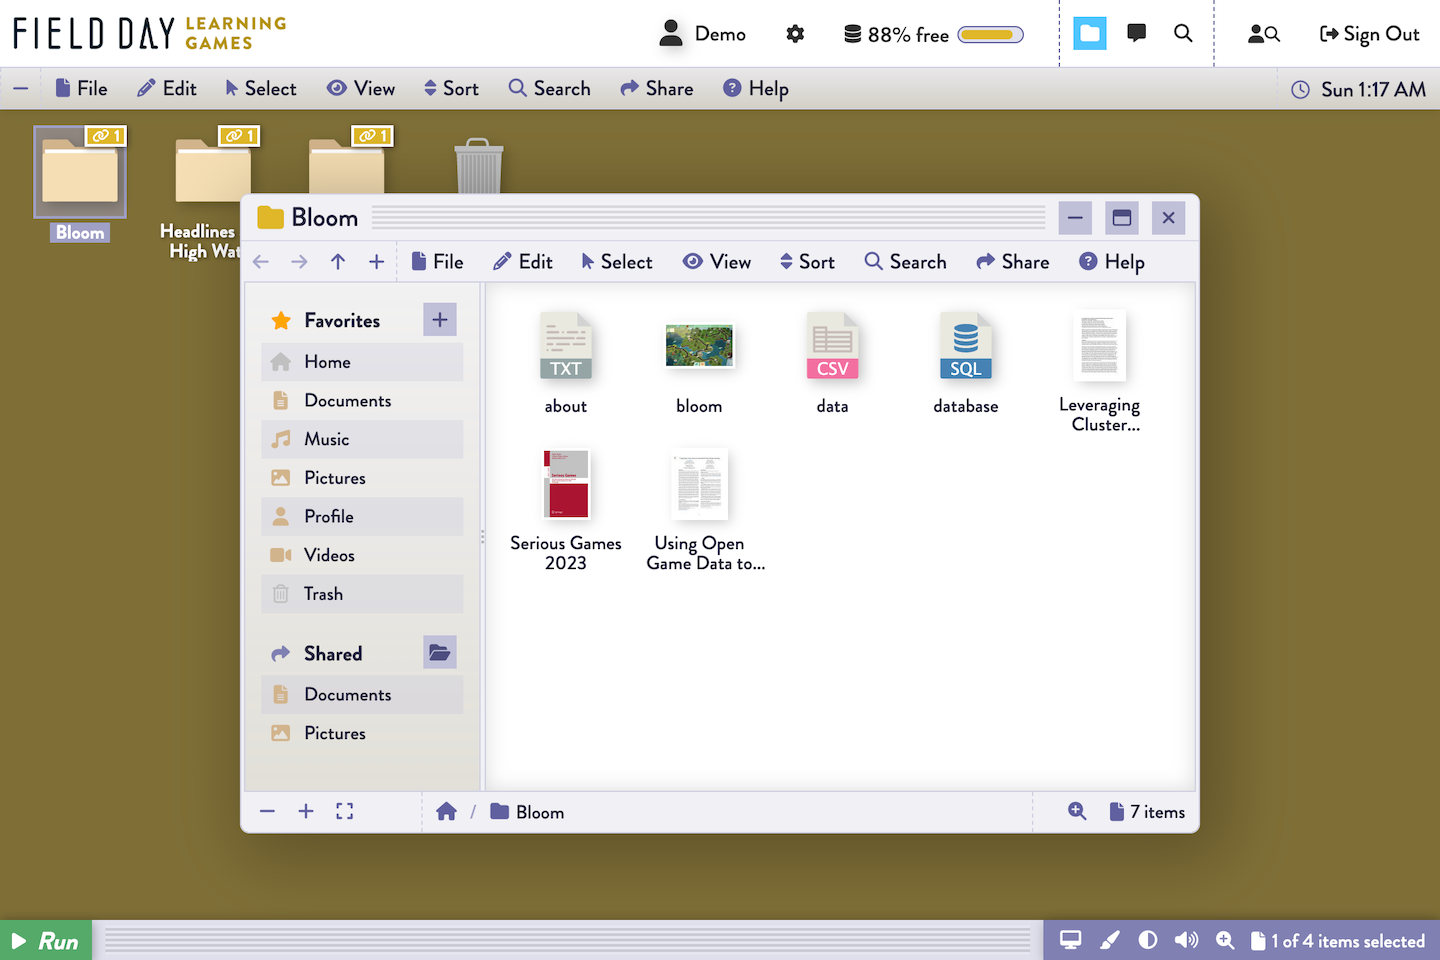 FIELD DAY LEARNING GAMES
Demo
88% free
Sign Out
File Edit Select View Sort Search Share Help
Sun 1:17 AM
1
1
1
Bloom
Headlines
High Wat
Bloom
File Edit Select View Sort Search Share Help
Favorites
Home
Documents
Music
Pictures
Profile
Videos
Trash
Shared
Documents
Pictures
TXT
about
bloom
CSV
data
SQL
database
Leveraging
Cluster...
Serious Games
Serious Games
2023
Using Open
Game Data to...
/ Bloom
7 items
Run
1 of 4 items selected